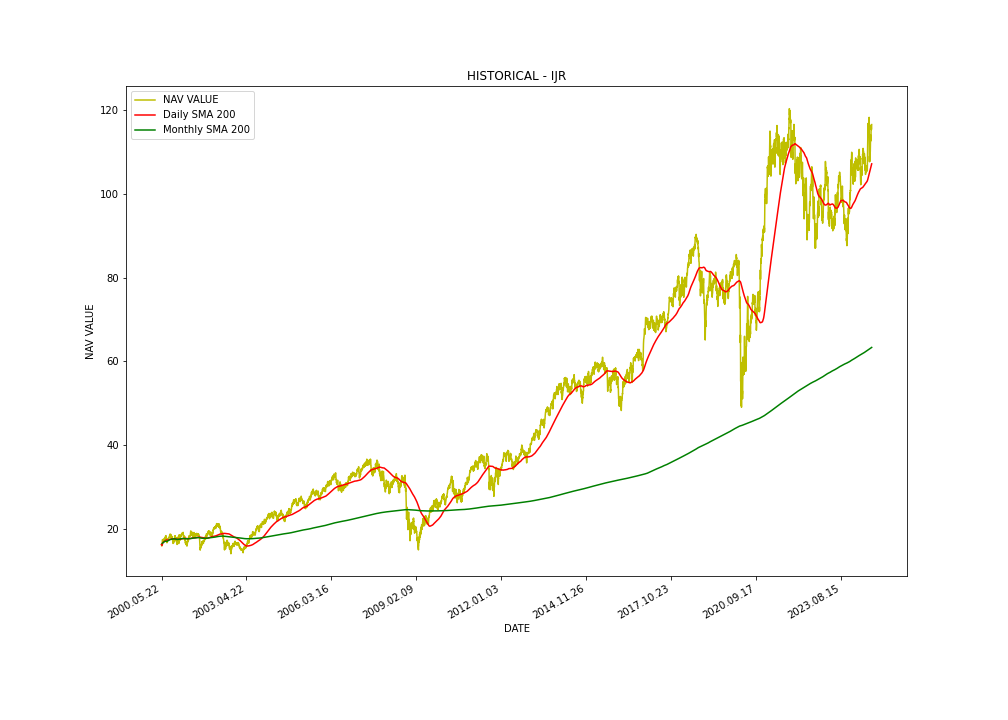 HISTORICAL - IJR
NAV VALUE
Daily SMA 200
Monthly SMA 200
120
100
80
60
40
20
NAV VALUE
2000.05.22
2003.04.22
2006.03.16
2009.02.09
2012.01.03
2014.11.26
2017.10.23
2020.09.17
2023.08.15
DATE